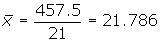 x̄ = 457.5/21 = 21.786